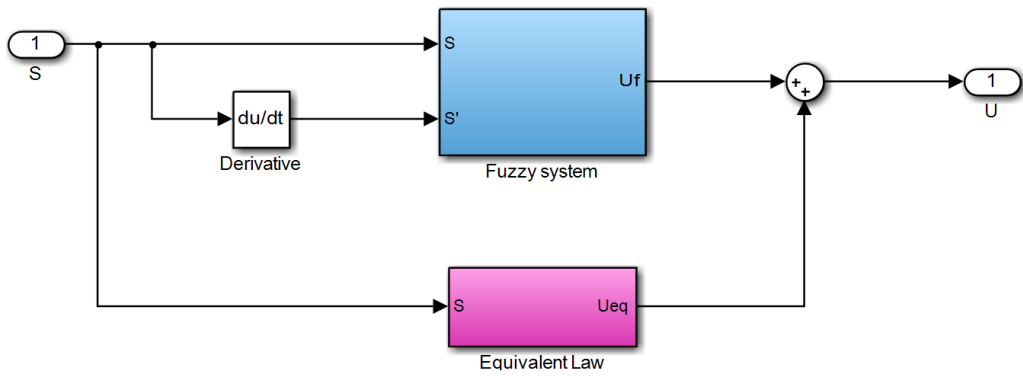 1
S
du/dt
Derivative
S
S'
Uf
Fuzzy system
+
+
1
U
S
Ueq
Equivalent Law